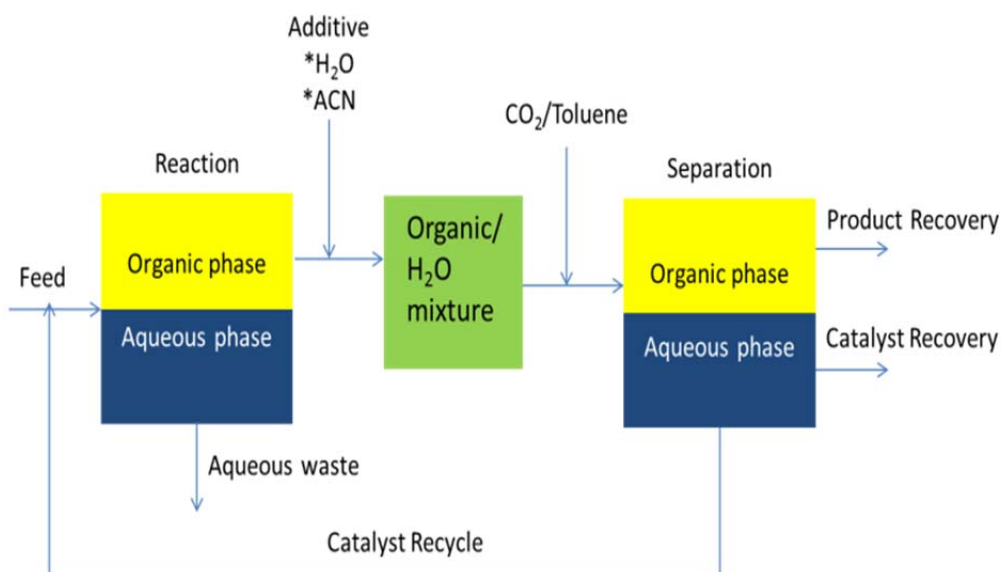 Additive
*H₂O
*ACN
CO₂/Toluene
Reaction
Separation
Feed
Organic phase
Aqueous phase
Organic/
H₂O
mixture
Organic phase
Aqueous phase
Product Recovery
Catalyst Recovery
Aqueous waste
Catalyst Recycle